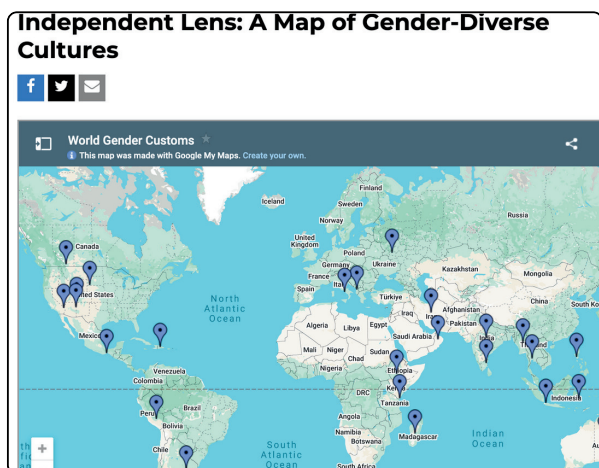 Independent Lens: A Map of Gender-Diverse
Cultures
World Gender Customs
This map was made with Google My Maps. Create your own.
Finland
Iceland
Sweden
Russia
Norway
Canada
United
Kingdom
Poland
Germany
Ukraine
Kazakhstan
Mongolia
France
Spain
Türkiye
North
Atlantic
Ocean
China
South Ko
Iraq
Afghanistan
Pakistan
Algeria
Libya
Egypt
Saudi Arabia
India
Thailand
Mali
Niger
Chad
Sudan
Nigeria
Ethiopia
Venezuela
Colombia
DRC
Kenya
Indonesia
Tanzania
Peru
Brazil
Angola
Bolivia
Namibia
Botswana
Madagascar
Indian
Ocean
Chile
South
Atlantic
Ocean
South Africa
Au